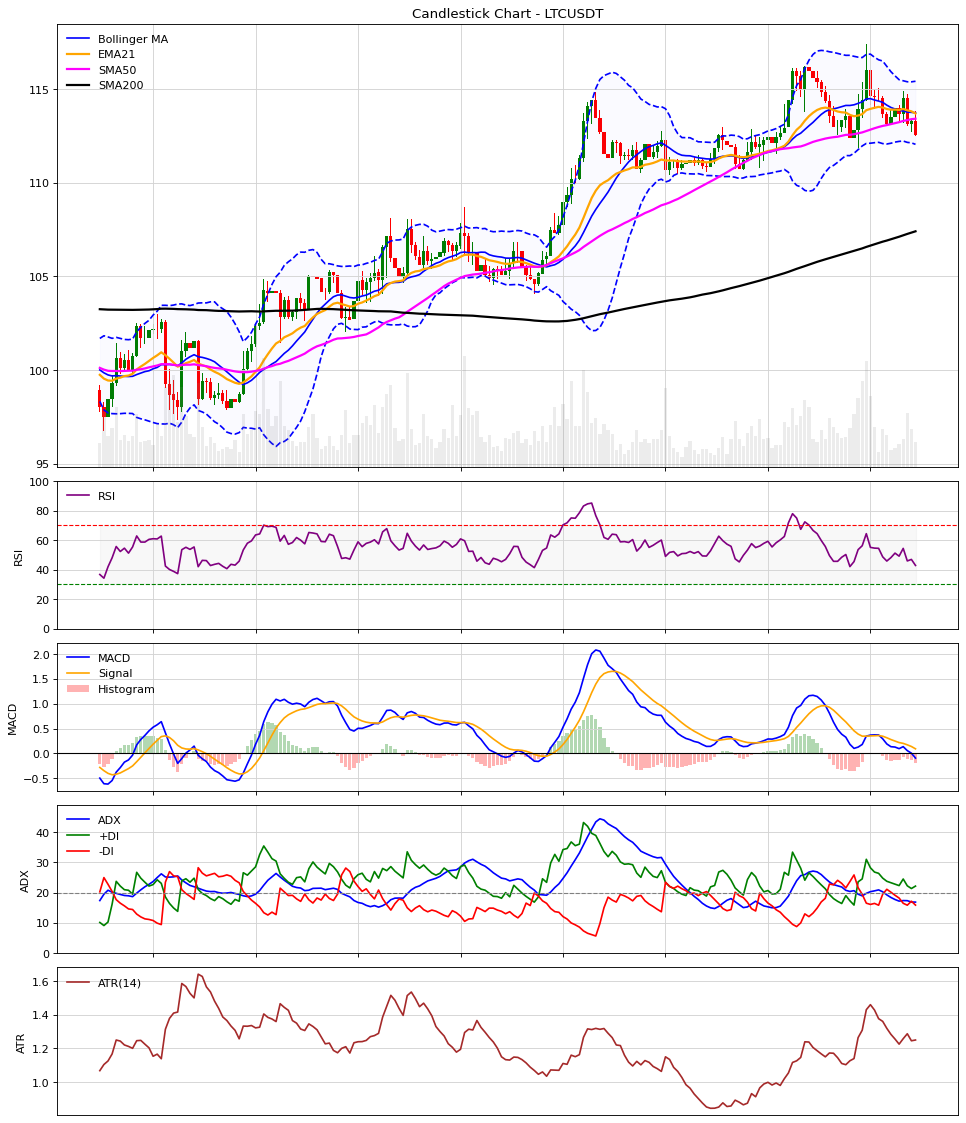 Candlestick Chart - LTCUSDT
Bollinger MA
EMA21
SMA50
SMA200
115
110
105
100
95
RSI
100
80
60
40
20
0
RSI
MACD
Signal
Histogram
2.0
1.5
1.0
0.5
0.0
−0.5
MACD
ADX
+DI
-DI
40
30
20
10
0
ADX
ATR(14)
1.6
1.4
1.2
1.0
ATR